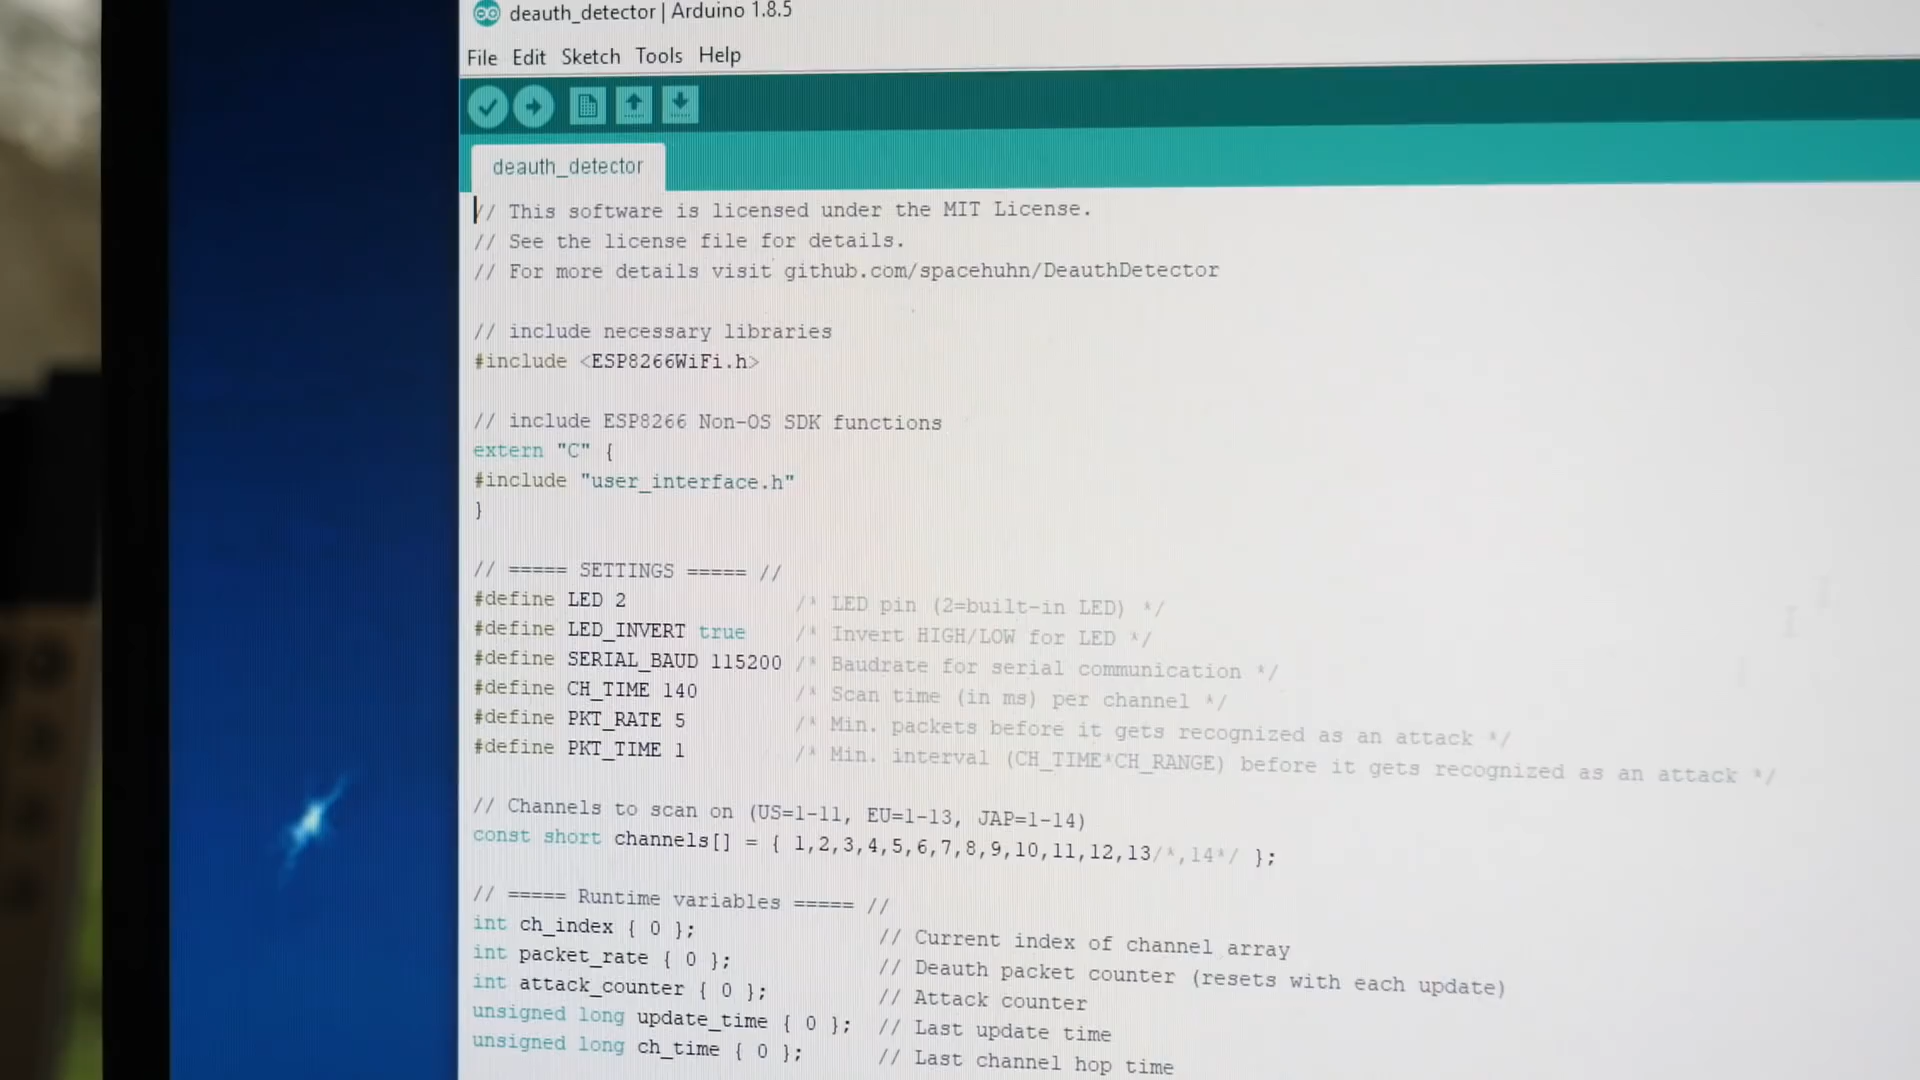 deauth_detector | Arduino 1.8.5
File Edit Sketch Tools Help
deauth_detector
// This software is licensed under the MIT License.
// See the license file for details.
// For more details visit github.com/spacehuhn/DeauthDetector
// include necessary libraries
#include <ESP8266WiFi.h>
// include ESP8266 Non-OS SDK functions
extern "C" {
#include "user_interface.h"
}
// ===== SETTINGS ===== //
#define LED 2 /* LED pin (2=built-in LED) */
#define LED_INVERT true /* Invert HIGH/LOW for LED */
#define SERIAL_BAUD 115200 /* Baudrate for serial communication */
#define CH_TIME 140 /* Scan time (in ms) per channel */
#define PKT_RATE 5 /* Min. packets before it gets recognized as an attack */
#define PKT_TIME 1 /* Min. interval (CH_TIME*CH_RANGE) before it gets recognized as an attack */
// Channels to scan on (US=1-11, EU=1-13, JAP=1-14)
const short channels[] = { 1,2,3,4,5,6,7,8,9,10,11,12,13/*,14*/ };
// ===== Runtime variables ===== //
int ch_index { 0 }; // Current index of channel array
int packet_rate { 0 }; // Deauth packet counter (resets with each update)
int attack_counter { 0 }; // Attack counter
unsigned long update_time { 0 }; // Last update time
unsigned long ch_time { 0 }; // Last channel hop time